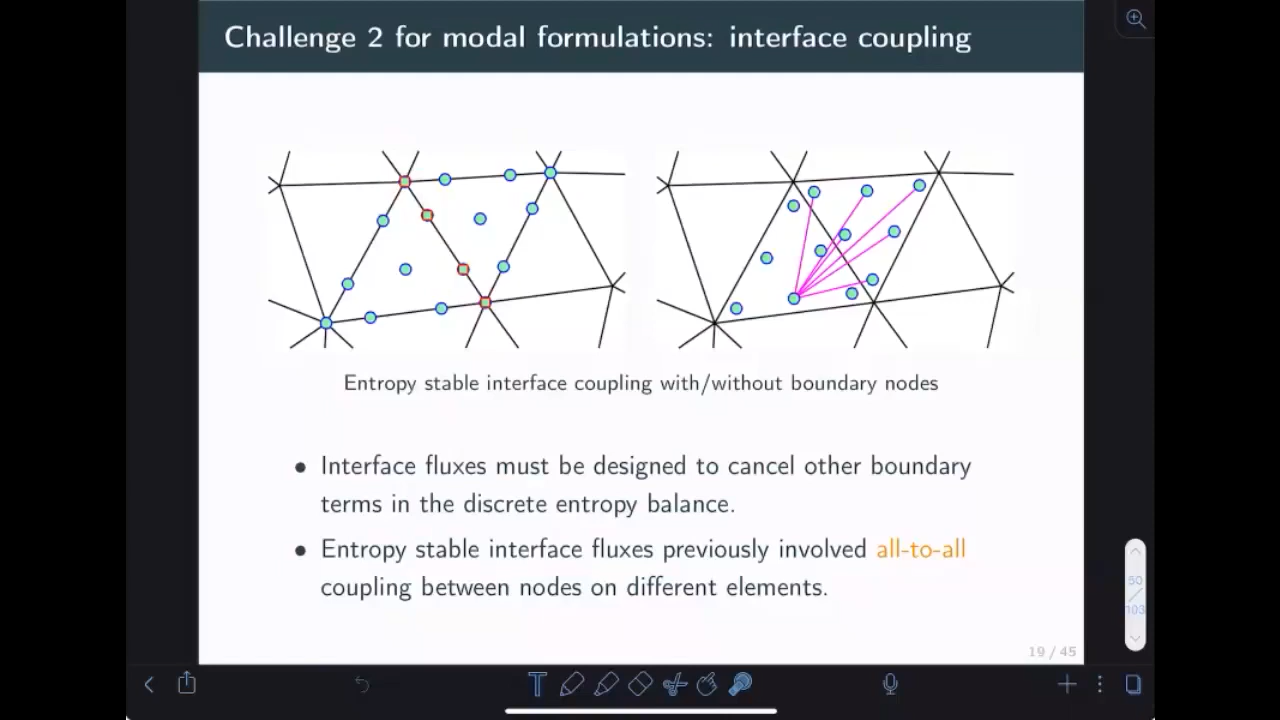 Challenge 2 for modal formulations: interface coupling
Entropy stable interface coupling with/without boundary nodes
• Interface fluxes must be designed to cancel other boundary
terms in the discrete entropy balance.
• Entropy stable interface fluxes previously involved all-to-all
coupling between nodes on different elements.
50
103
19 / 45
T